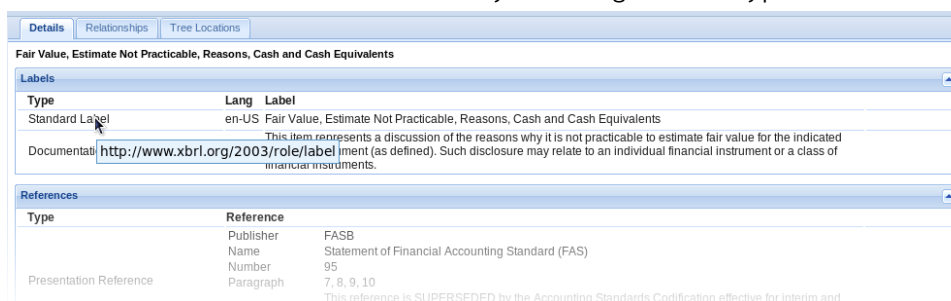 Details Relationships Tree Locations
Fair Value, Estimate Not Practicable, Reasons, Cash and Cash Equivalents
Labels
Type Lang Label
Standard Label en-US Fair Value, Estimate Not Practicable, Reasons, Cash and Cash Equivalents
This item represents a discussion of the reasons why it is not practicable to estimate fair value for the indicated
http://www.xbrl.org/2003/role/label (as defined). Such disclosure may relate to an individual financial instrument or a class of
financial instruments.
References
Type Reference
Publisher FASB
Name Statement of Financial Accounting Standard (FAS)
Number 95
Presentation Reference Paragraph 7, 8, 9, 10
This reference is SUPERSEDED by the Accounting Standards Codification effective for interim and